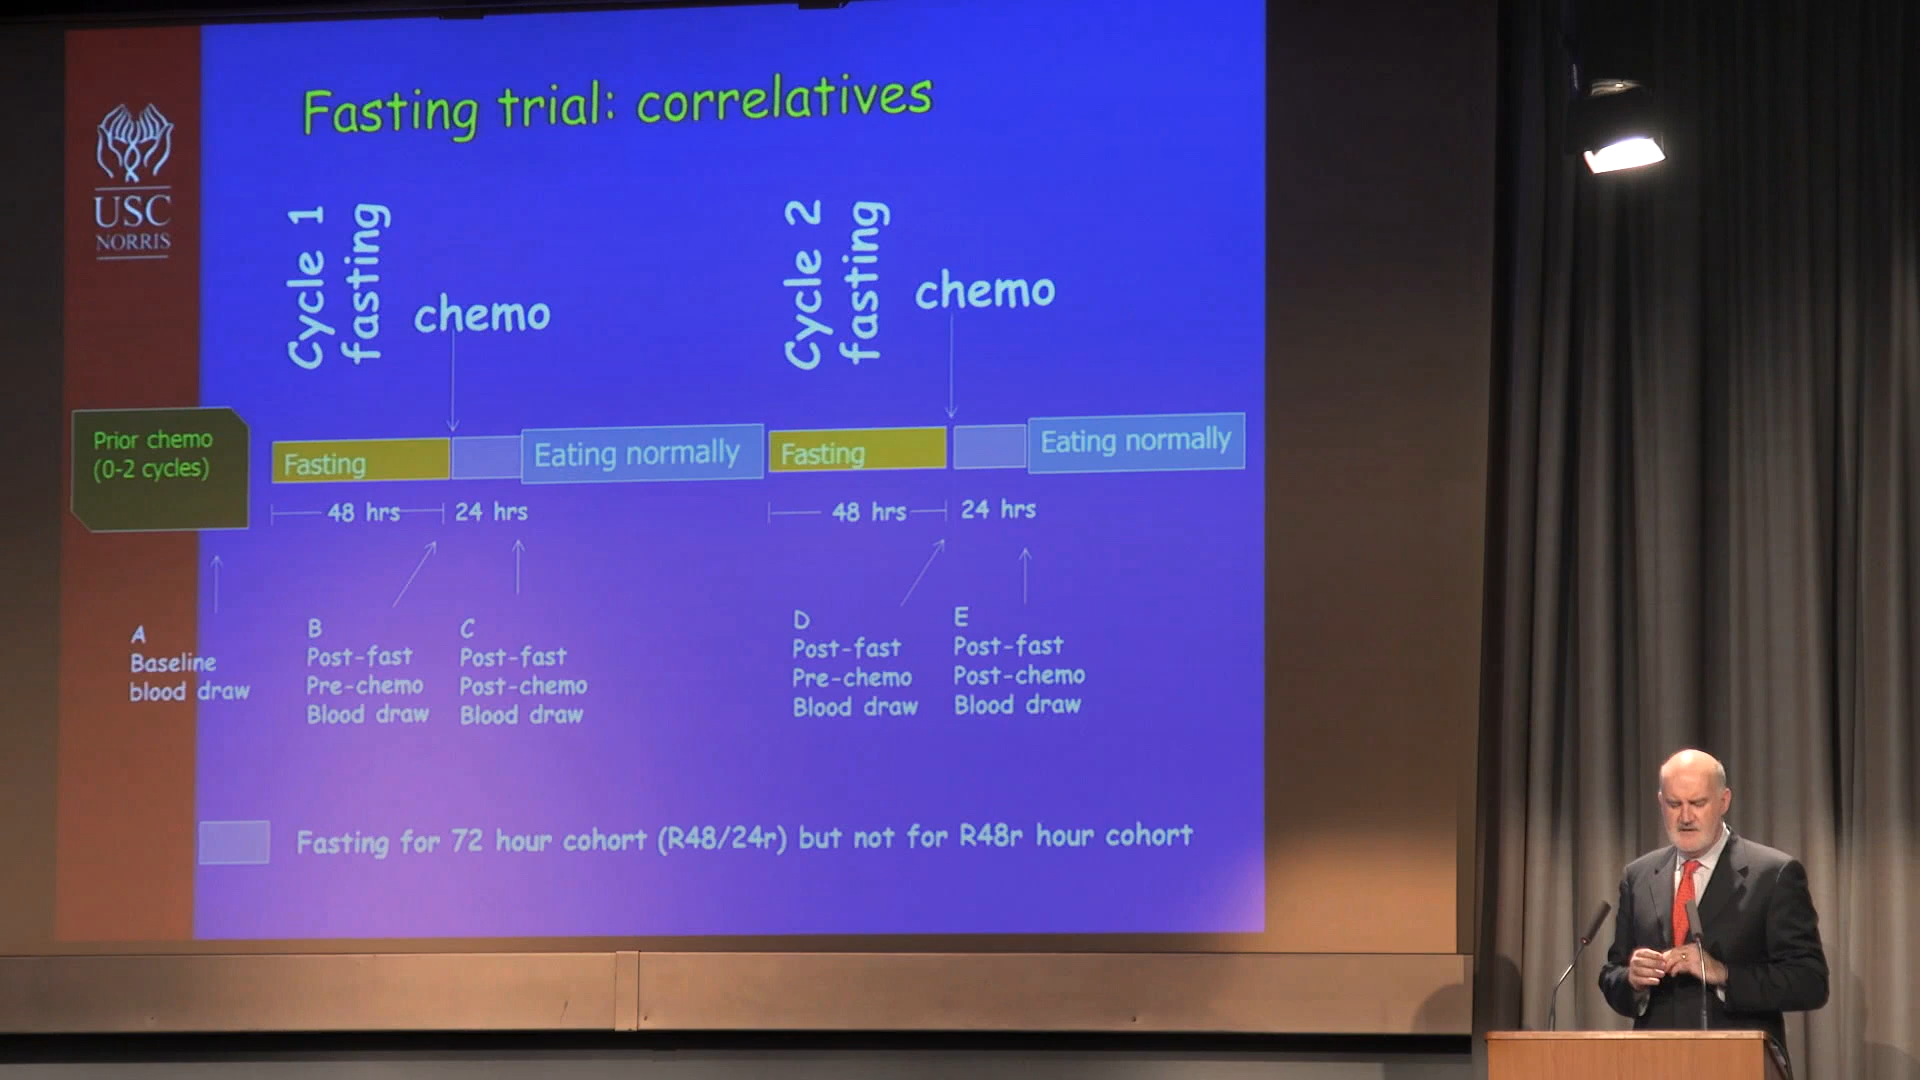 Fasting trial: correlatives
USC
NORRIS
Cycle 1
fasting
chemo
Cycle 2
fasting
chemo
Prior chemo
(0-2 cycles)
Fasting
Eating normally
Fasting
Eating normally
48 hrs
24 hrs
48 hrs
24 hrs
A
Baseline
blood draw
B
Post-fast
Pre-chemo
Blood draw
C
Post-fast
Post-chemo
Blood draw
D
Post-fast
Pre-chemo
Blood draw
E
Post-fast
Post-chemo
Blood draw
Fasting for 72 hour cohort (R48/24r) but not for R48r hour cohort